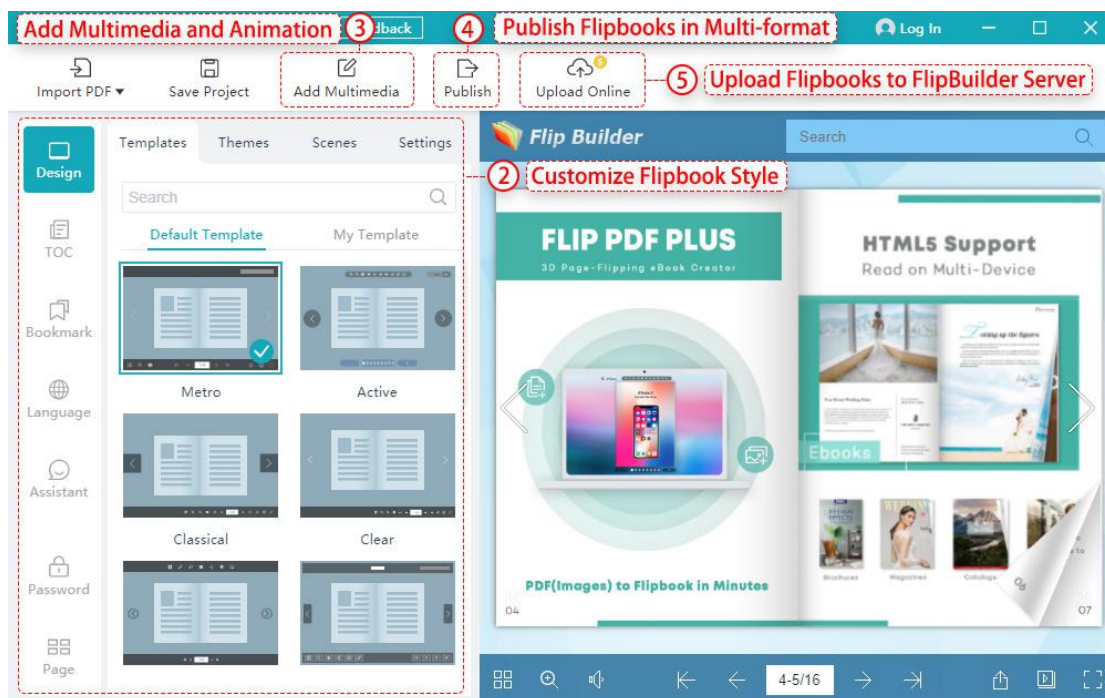 Add Multimedia and Animation
3
dback
4
Publish Flipbooks in Multi-format
Log In
Import PDF
Save Project
Add Multimedia
Publish
$
Upload Online
5
Upload Flipbooks to FlipBuilder Server
Design
TOC
Bookmark
Language
Assistant
Password
Page
Templates
Themes
Scenes
Settings
Search
Default Template
My Template
Metro
Active
Classical
Clear
Flip Builder
Search
2
Customize Flipbook Style
FLIP PDF PLUS
3D Page-Flipping eBook Creator
PDF(Images) to Flipbook in Minutes
04
HTML5 Support
Read on Multi-Device
Ebooks
Brochures
Magazines
Catalogs
06
07
4-5/16